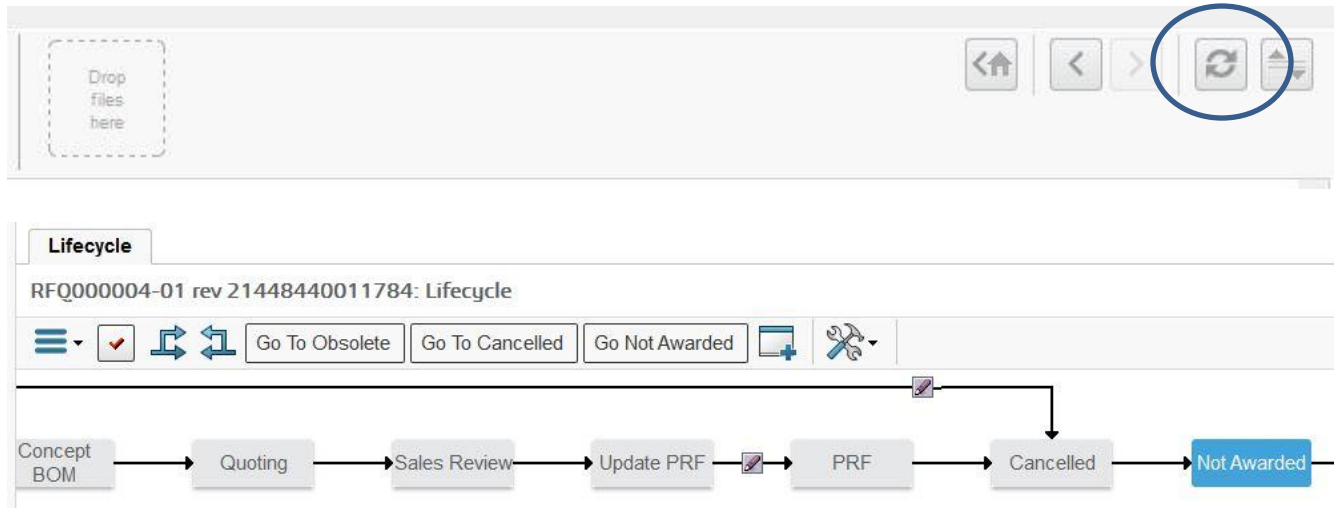 Drop
files
here
Lifecycle
RFQ000004-01 rev 21448440011784: Lifecycle
Go To Obsolete Go To Cancelled Go Not Awarded
Concept
BOM
Quoting
Sales Review
Update PRF
PRF
Cancelled
Not Awarded